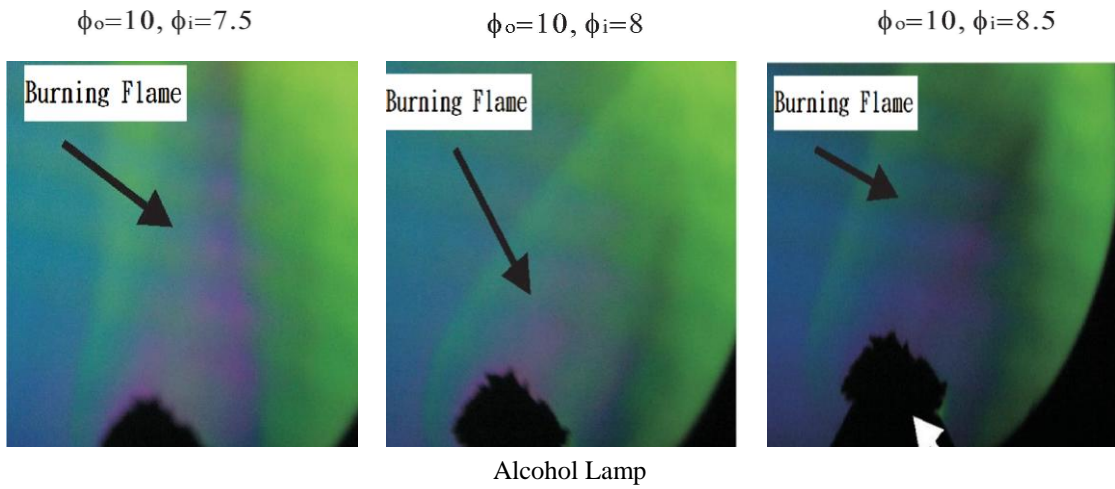 ϕo=10, ϕi=7.5
ϕo=10, ϕi=8
ϕo=10, ϕi=8.5
Burning Flame
Burning Flame
Burning Flame
Alcohol Lamp